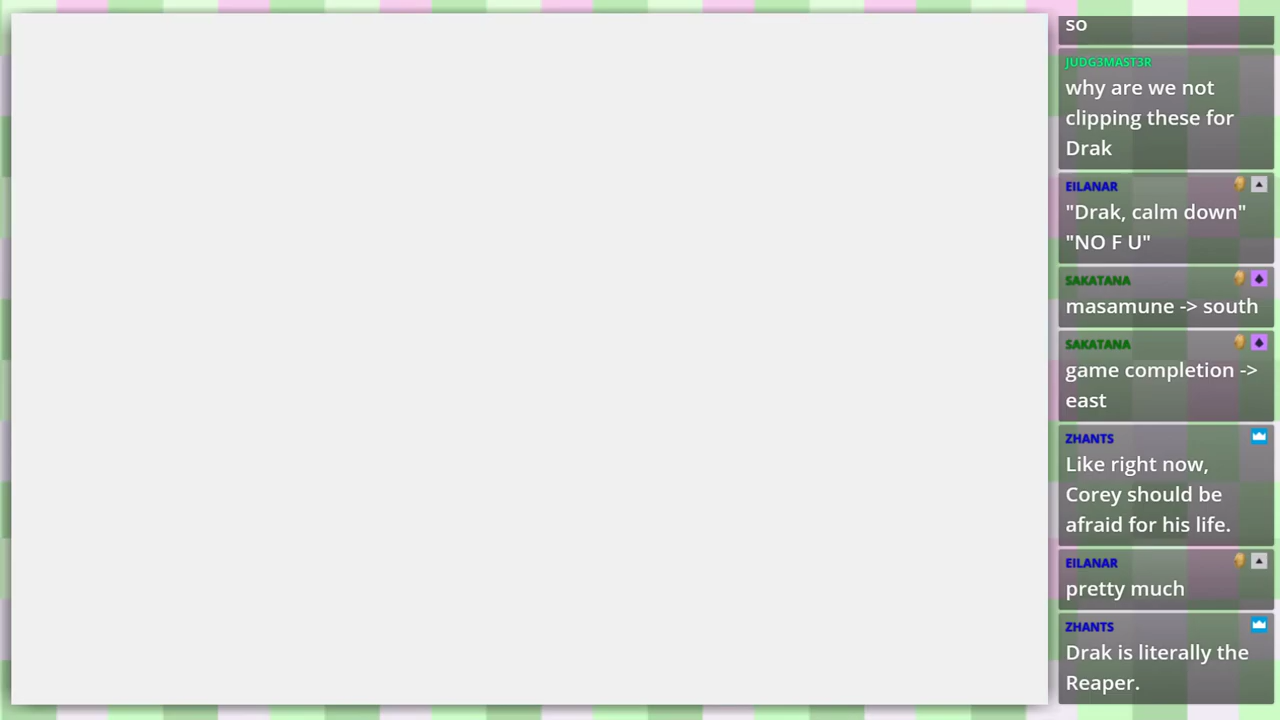 so
JUDG3MAST3R
why are we not
clipping these for
Drak
EILANAR
"Drak, calm down"
"NO F U"
SAKATANA
masamune -> south
SAKATANA
game completion ->
east
ZHANTS
Like right now,
Corey should be
afraid for his life.
EILANAR
pretty much
ZHANTS
Drak is literally the
Reaper.